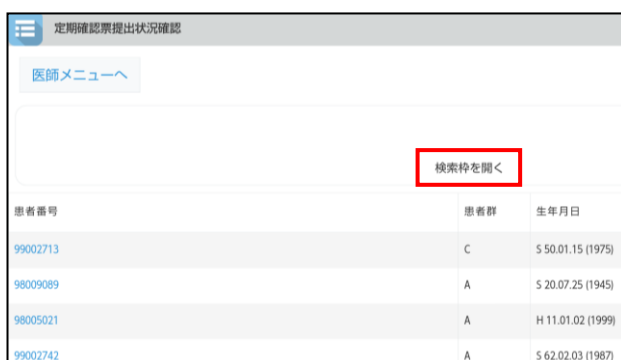 定期確認票提出状況確認
医師メニューへ
検索枠を開く
患者番号 患者群 生年月日
99002713 C S 50.01.15 (1975)
98009089 A S 20.07.25 (1945)
98005021 A H 11.01.02 (1999)
99002742 A S 62.02.03 (1987)